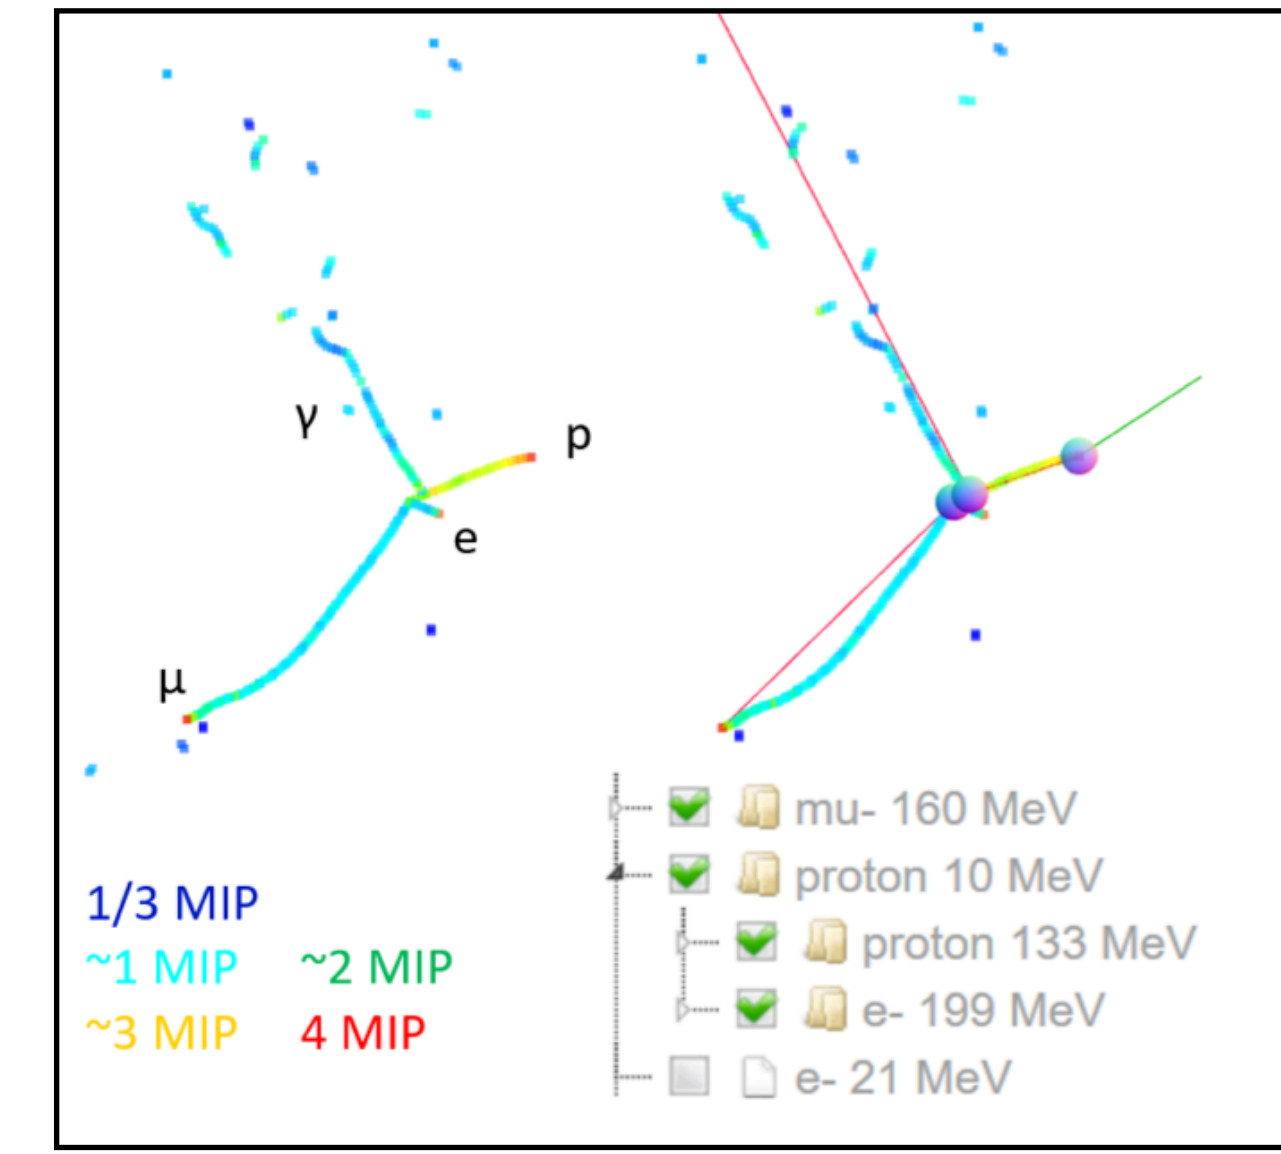 γ
p
e
μ
1/3 MIP
~1 MIP ~2 MIP
~3 MIP 4 MIP
mu- 160 MeV
proton 10 MeV
proton 133 MeV
e- 199 MeV
e- 21 MeV